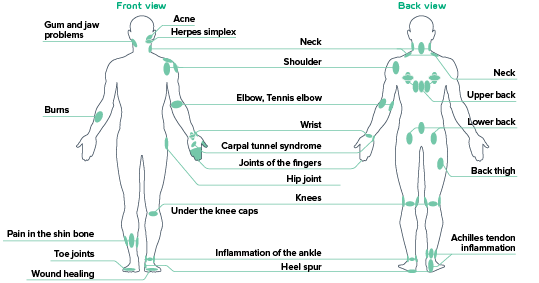 Front view
Back view
Acne
Gum and jaw
problems
Herpes simplex
Neck
Shoulder
Neck
Upper back
Elbow, Tennis elbow
Burns
Wrist
Lower back
Carpal tunnel syndrome
Joints of the fingers
Back thigh
Hip joint
Knees
Under the knee caps
Pain in the shin bone
Achilles tendon
inflammation
Toe joints
Inflammation of the ankle
Heel spur
Wound healing